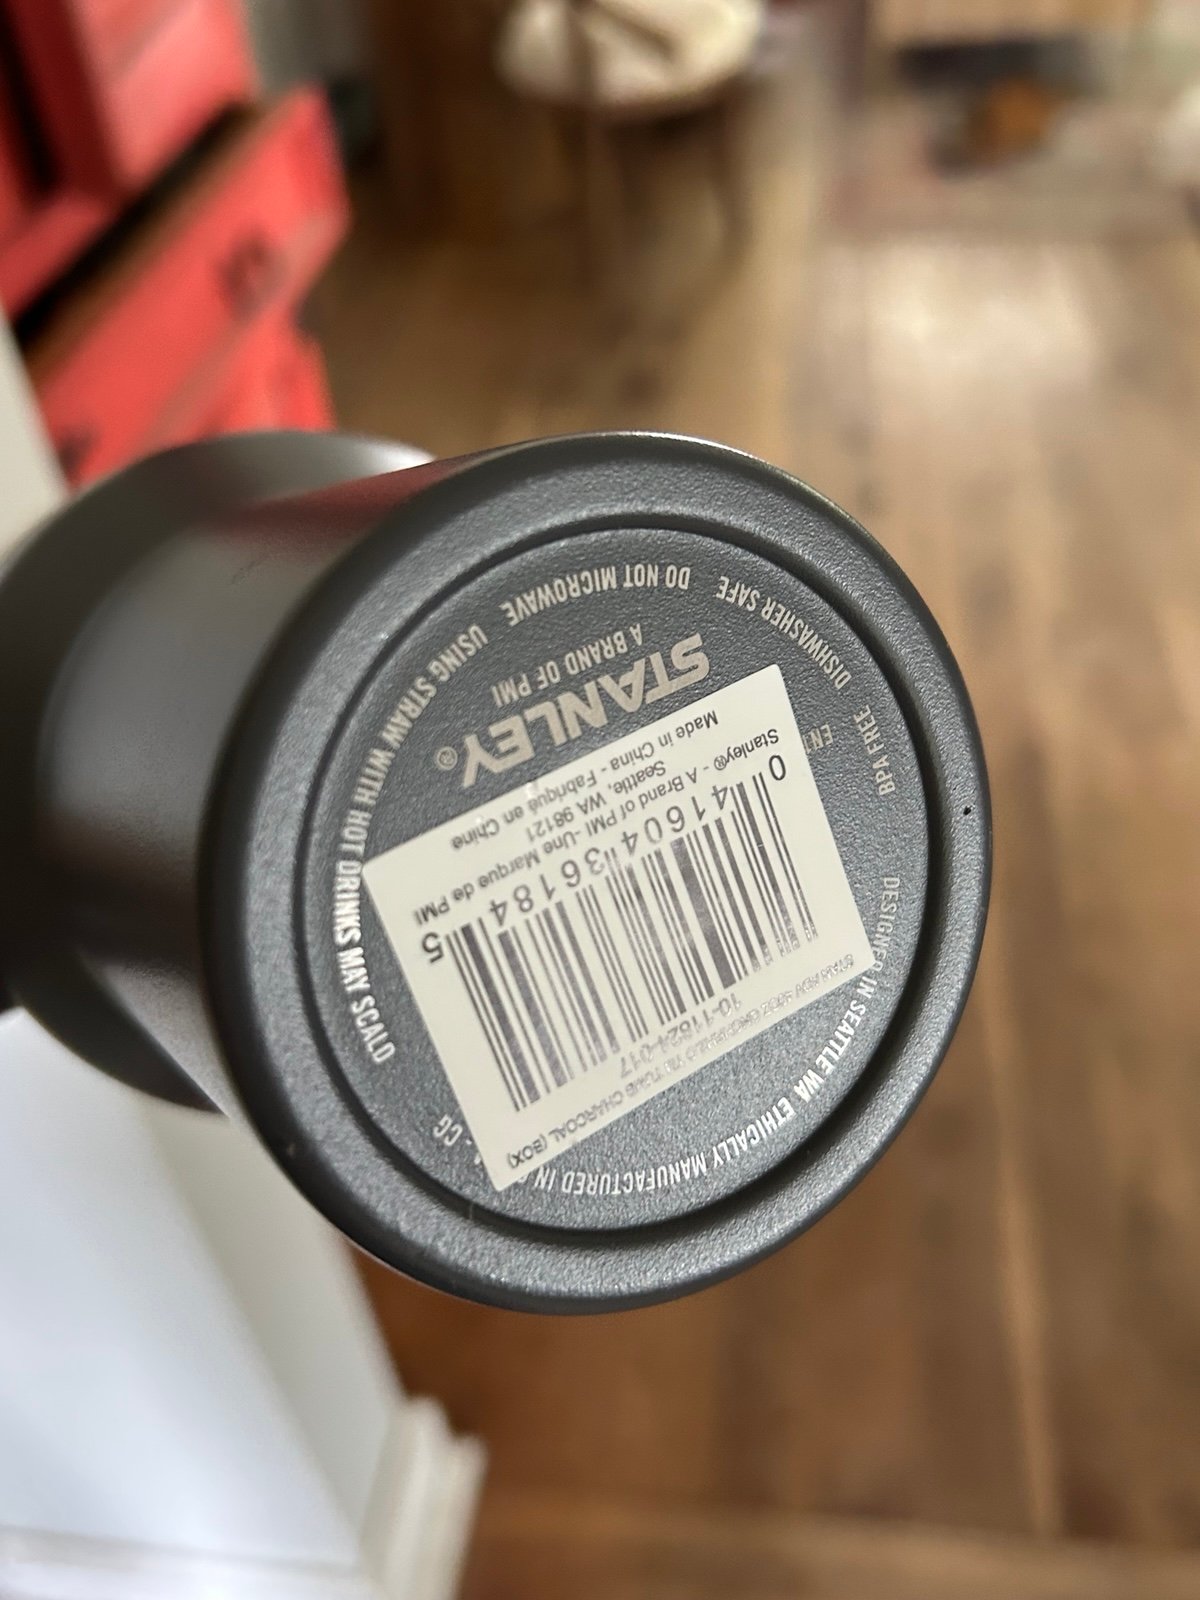 DO NOT MICROWAVE
USING STRAW WITH HOT DRINKS MAY SCALD
DISHWASHER SAFE
BPA FREE
DESIGNED IN SEATTLE WA
ETHICALLY MANUFACTURED IN
A BRAND OF PMI
STANLEY®
CG
Made in China - Fabriqué en Chine
Seattle, WA 98121
Stanley® - A Brand of PMI -Une Marque de PMI
0 41604 36184 5
10-11824-017
CHARCOAL (BOX)